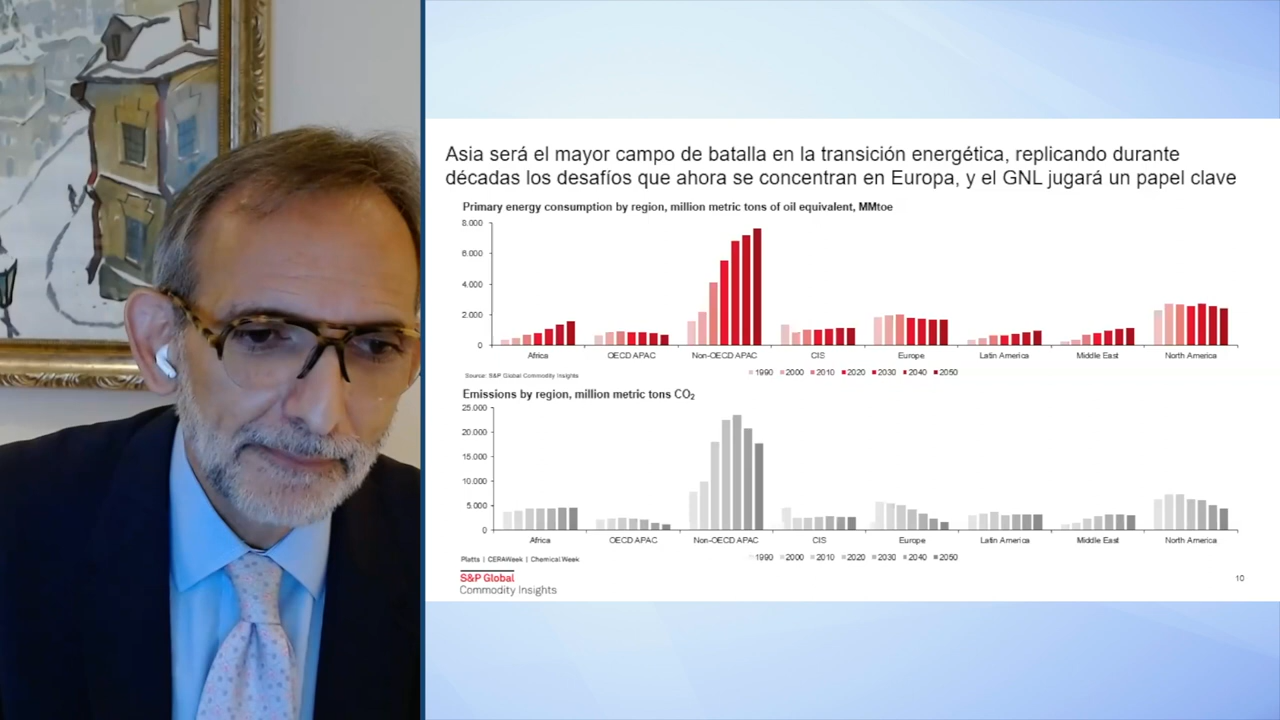 Asia será el mayor campo de batalla en la transición energética, replicando durante
décadas los desafíos que ahora se concentran en Europa, y el GNL jugará un papel clave
Primary energy consumption by region, million metric tons of oil equivalent, MMtoe
8.000
6.000
4.000
2.000
0
Africa OECD APAC Non-OECD APAC CIS Europe Latin America Middle East North America
Source: S&P Global Commodity Insights
1990 2000 2010 2020 2030 2040 2050
Emissions by region, million metric tons CO₂
25.000
20.000
15.000
10.000
5.000
0
Africa OECD APAC Non-OECD APAC CIS Europe Latin America Middle East North America
1990 2000 2010 2020 2030 2040 2050
Platts | CERAWeek | Chemical Week
S&P Global
Commodity Insights
10